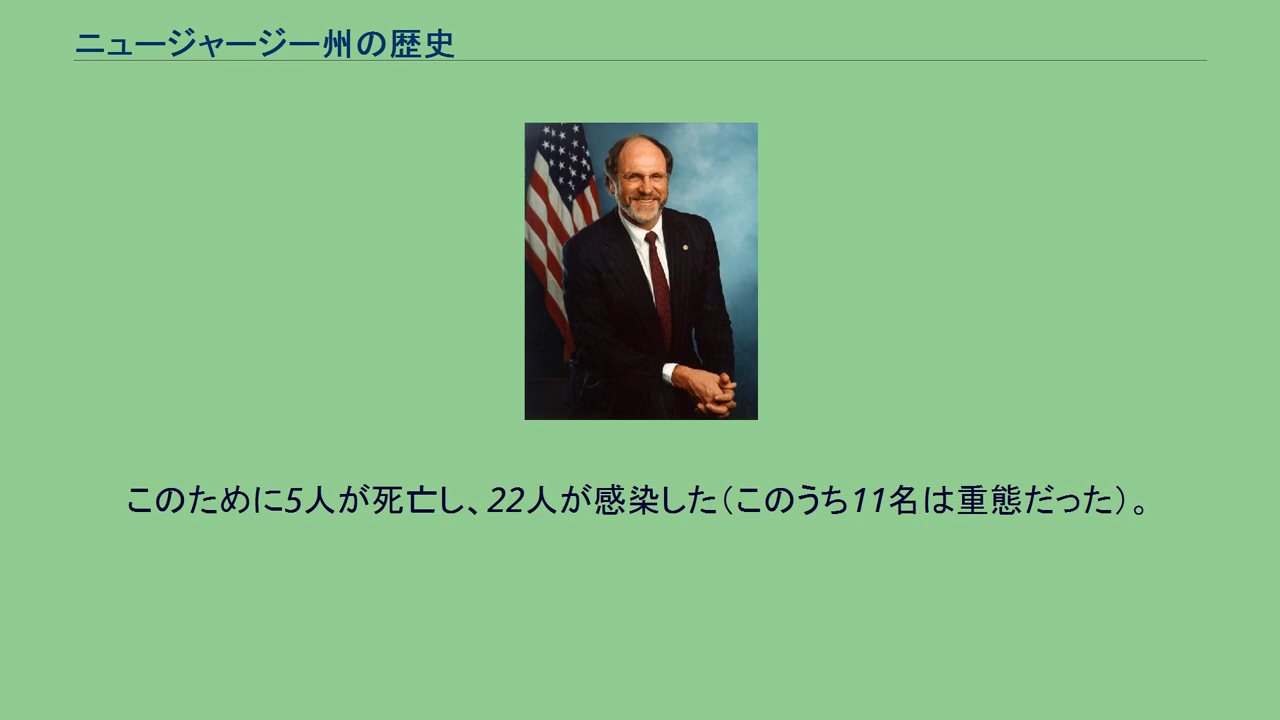 ニュージャージー州の歴史
このために5人が死亡し、22人が感染した（このうち11名は重態だった）。